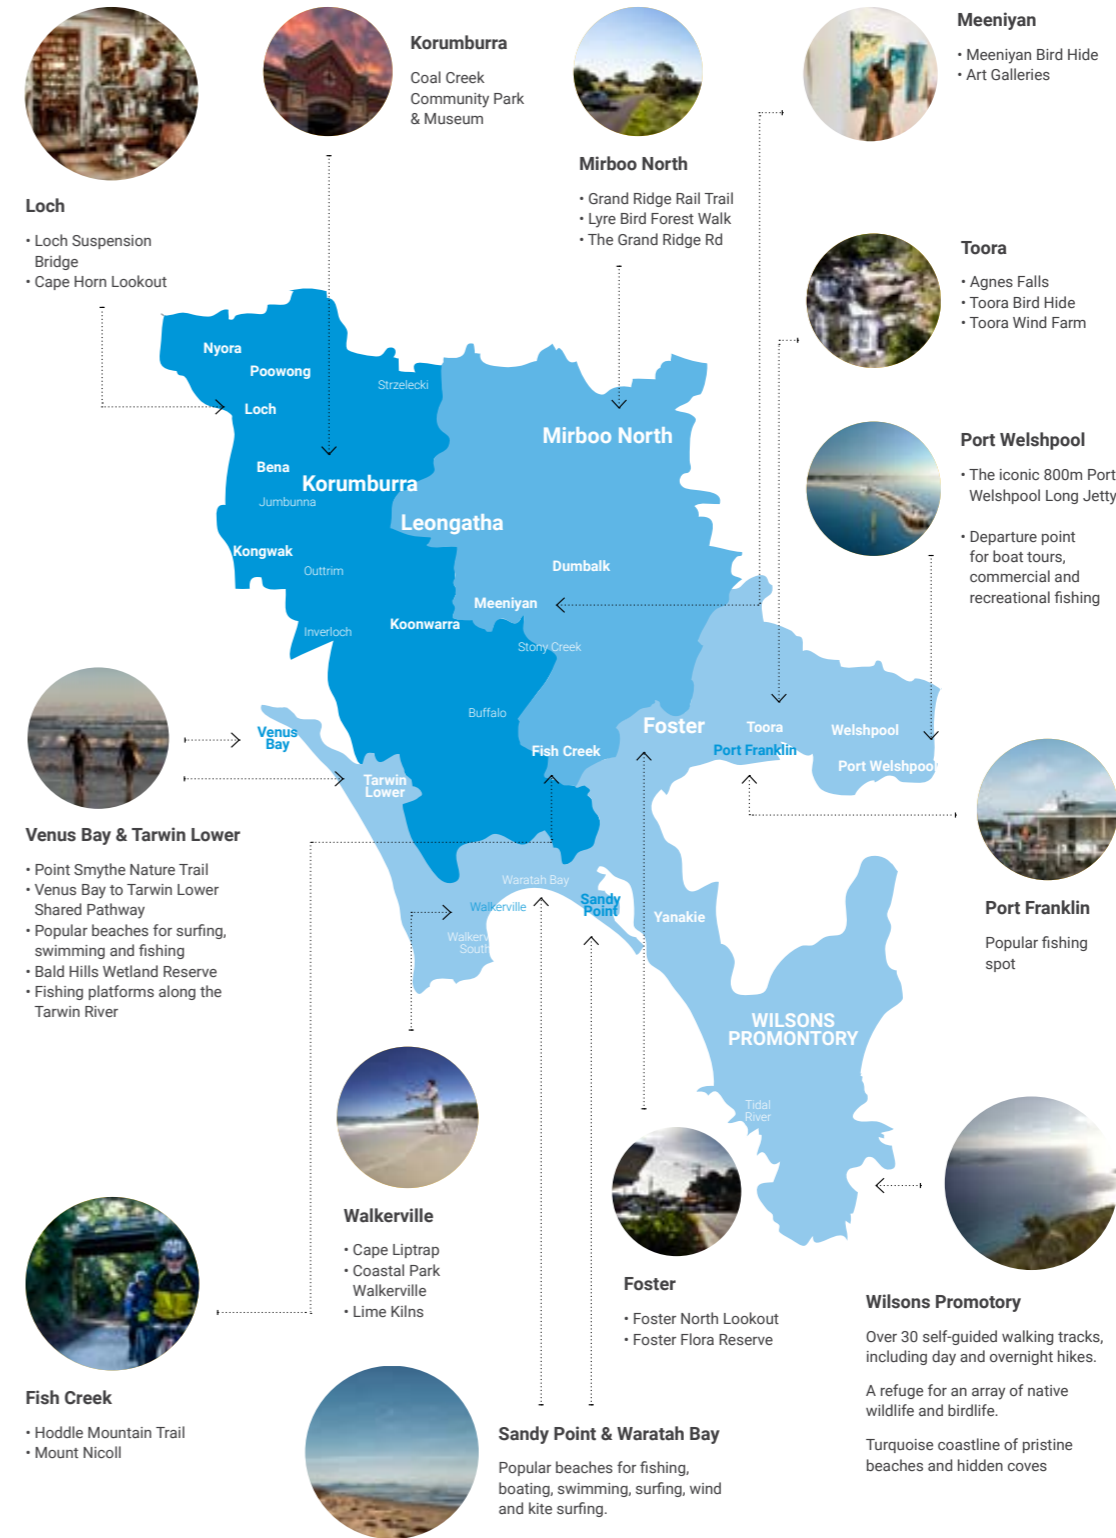 Loch
• Loch Suspension
Bridge
• Cape Horn Lookout
Korumburra
Coal Creek
Community Park
& Museum
Mirboo North
• Grand Ridge Rail Trail
• Lyre Bird Forest Walk
• The Grand Ridge Rd
Meeniyan
• Meeniyan Bird Hide
• Art Galleries
Toora
• Agnes Falls
• Toora Bird Hide
• Toora Wind Farm
Port Welshpool
• The iconic 800m Port
Welshpool Long Jetty
• Departure point
for boat tours,
commercial and
recreational fishing
Nyora
Poowong
Strzelecki
Loch
Mirboo North
Bena
Korumburra
Jumbunna
Leongatha
Kongwak
Outtrim
Dumbalk
Meeniyan
Koonwarra
Inverloch
Stony Creek
Buffalo
Foster
Toora
Welshpool
Venus
Bay
Fish Creek
Port Franklin
Port Welshpool
Tarwin
Lower
Waratah Bay
Walkerville
Sandy
Point
Yanakie
Walkerv
South
WILSONS
PROMONTORY
Tidal
River
Venus Bay & Tarwin Lower
• Point Smythe Nature Trail
• Venus Bay to Tarwin Lower
Shared Pathway
• Popular beaches for surfing,
swimming and fishing
• Bald Hills Wetland Reserve
• Fishing platforms along the
Tarwin River
Port Franklin
Popular fishing
spot
Walkerville
• Cape Liptrap
• Coastal Park
Walkerville
• Lime Kilns
Foster
• Foster North Lookout
• Foster Flora Reserve
Wilsons Promotory
Over 30 self-guided walking tracks,
including day and overnight hikes.
A refuge for an array of native
wildlife and birdlife.
Turquoise coastline of pristine
beaches and hidden coves
Fish Creek
• Hoddle Mountain Trail
• Mount Nicoll
Sandy Point & Waratah Bay
Popular beaches for fishing,
boating, swimming, surfing, wind
and kite surfing.